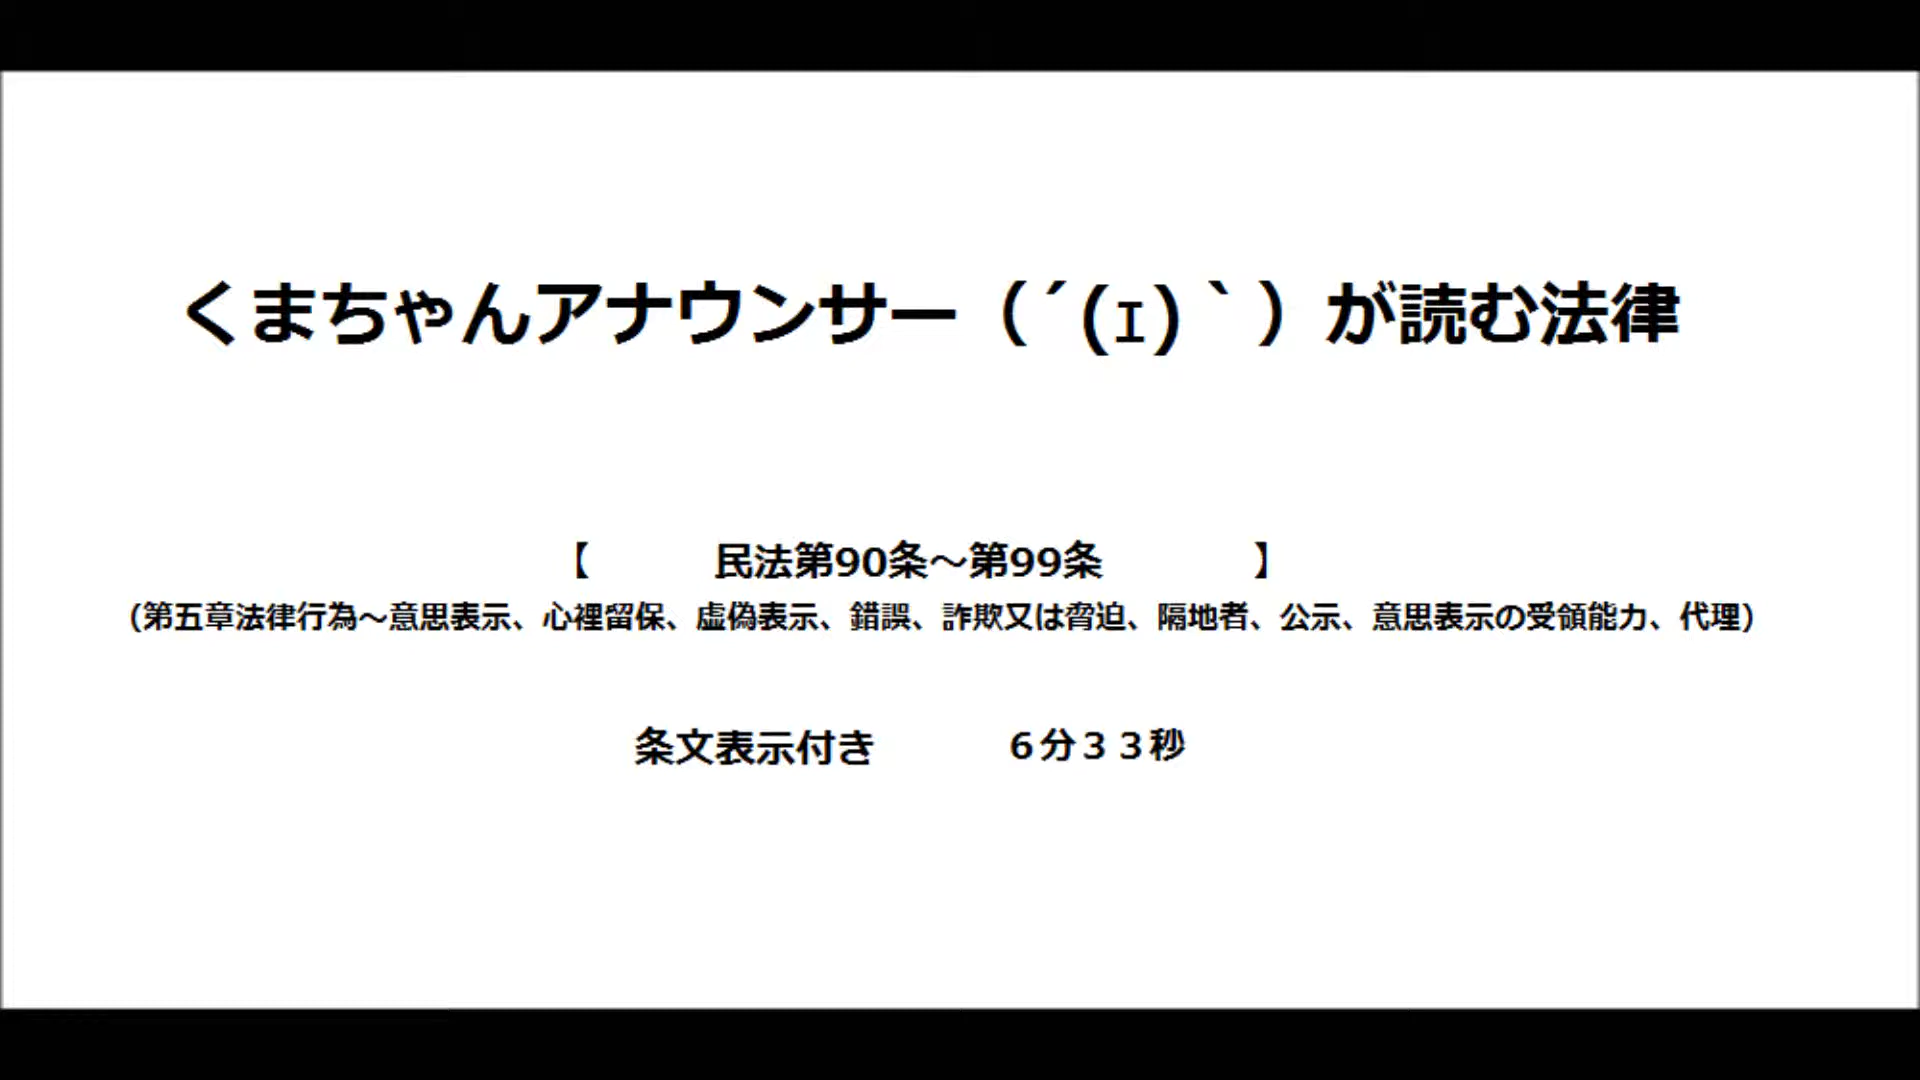 くまちゃんアナウンサー（´(ｴ)｀）が読む法律
【　　　民法第90条～第99条　　　】
(第五章法律行為～意思表示、心裡留保、虚偽表示、錯誤、詐欺又は脅迫、隔地者、公示、意思表示の受領能力、代理)
条文表示付き　　　６分３３秒